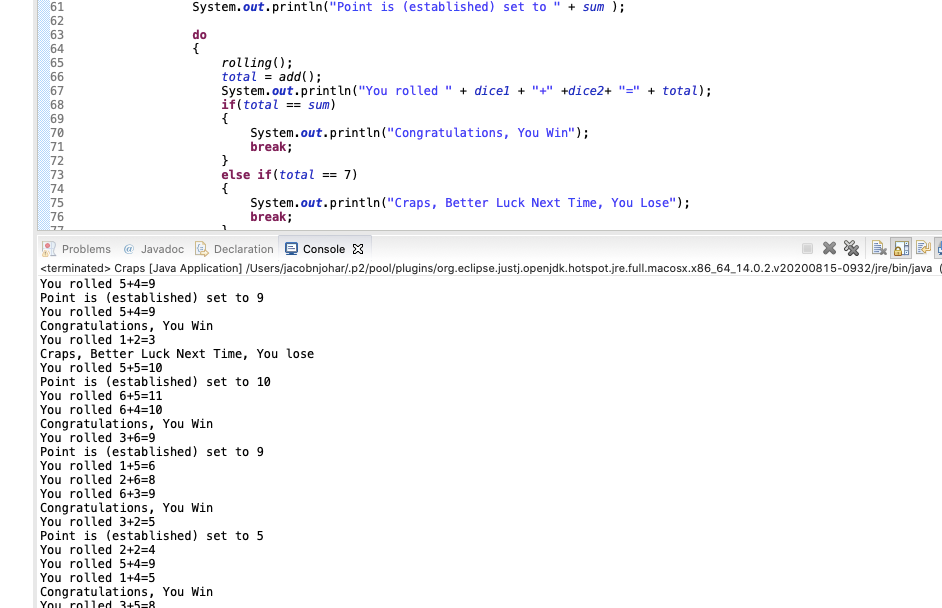 61 System.out.println("Point is (established) set to " + sum );
62
63 do
64 {
65 rolling();
66 total = add();
67 System.out.println("You rolled " + dice1 + "+" +dice2+ "=" + total);
68 if(total == sum)
69 {
70 System.out.println("Congratulations, You Win");
71 break;
72 }
73 else if(total == 7)
74 {
75 System.out.println("Craps, Better Luck Next Time, You Lose");
76 break;
77 }
Problems @ Javadoc Declaration Console
<terminated> Craps [Java Application] /Users/jacobnjohar/.p2/pool/plugins/org.eclipse.justj.openjdk.hotspot.jre.full.macosx.x86_64_14.0.2.v20200815-0932/jre/bin/java (
You rolled 5+4=9
Point is (established) set to 9
You rolled 5+4=9
Congratulations, You Win
You rolled 1+2=3
Craps, Better Luck Next Time, You lose
You rolled 5+5=10
Point is (established) set to 10
You rolled 6+5=11
You rolled 6+4=10
Congratulations, You Win
You rolled 3+6=9
Point is (established) set to 9
You rolled 1+5=6
You rolled 2+6=8
You rolled 6+3=9
Congratulations, You Win
You rolled 3+2=5
Point is (established) set to 5
You rolled 2+2=4
You rolled 5+4=9
You rolled 1+4=5
Congratulations, You Win
You rolled 3+5=8